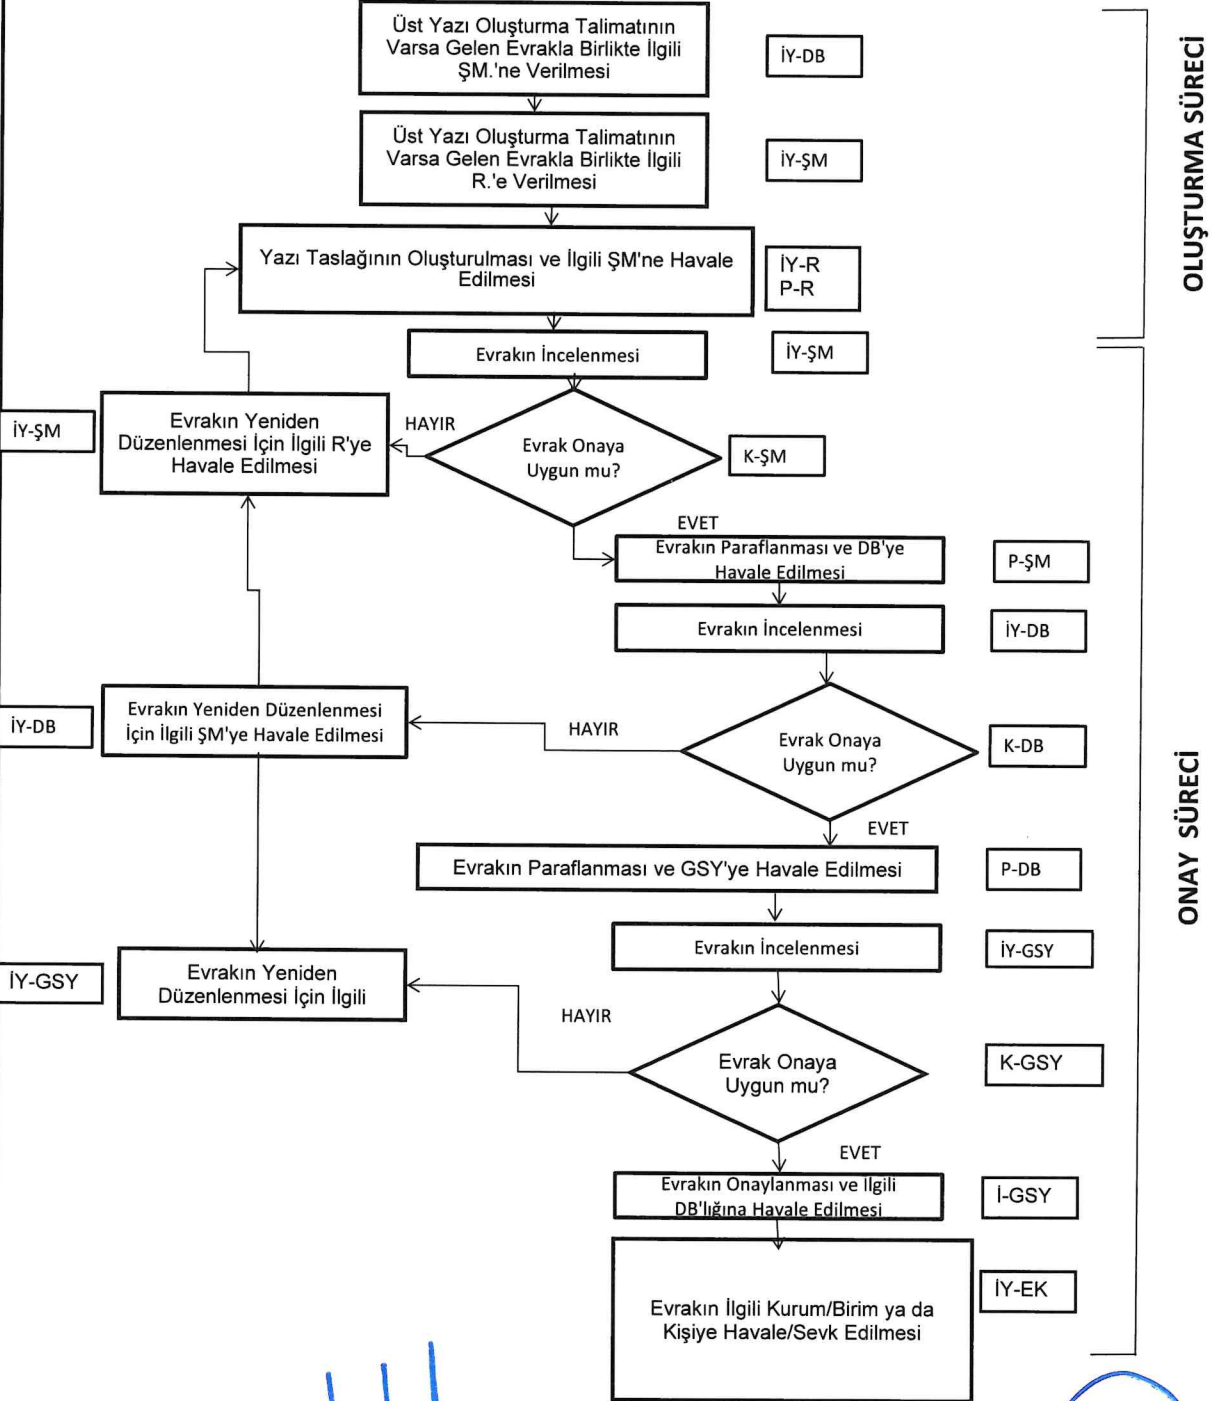 Üst Yazı Oluşturma Talimatının
Varsa Gelen Evrakla Birlikte İlgili
ŞM.'ne Verilmesi
İY-DB
OLUŞTURMA SÜRECİ
Üst Yazı Oluşturma Talimatının
Varsa Gelen Evrakla Birlikte İlgili
R.'e Verilmesi
İY-ŞM
Yazı Taslağının Oluşturulması ve İlgili ŞM'ne Havale
Edilmesi
İY-R
P-R
Evrakın İncelenmesi
İY-ŞM
İY-ŞM
Evrakın Yeniden
Düzenlenmesi İçin İlgili R'ye
Havale Edilmesi
HAYIR
Evrak Onaya
Uygun mu?
K-ŞM
EVET
Evrakın Paraflanması ve DB'ye
Havale Edilmesi
P-ŞM
Evrakın İncelenmesi
İY-DB
İY-DB
Evrakın Yeniden Düzenlenmesi
İçin İlgili ŞM'ye Havale Edilmesi
HAYIR
Evrak Onaya
Uygun mu?
K-DB
ONAY SÜRECİ
EVET
Evrakın Paraflanması ve GSY'ye Havale Edilmesi
P-DB
Evrakın İncelenmesi
İY-GSY
İY-GSY
Evrakın Yeniden
Düzenlenmesi İçin İlgili
HAYIR
Evrak Onaya
Uygun mu?
K-GSY
EVET
Evrakın Onaylanması ve İlgili
DB'lığına Havale Edilmesi
İ-GSY
Evrakın İlgili Kurum/Birim ya da
Kişiye Havale/Sevk Edilmesi
İY-EK